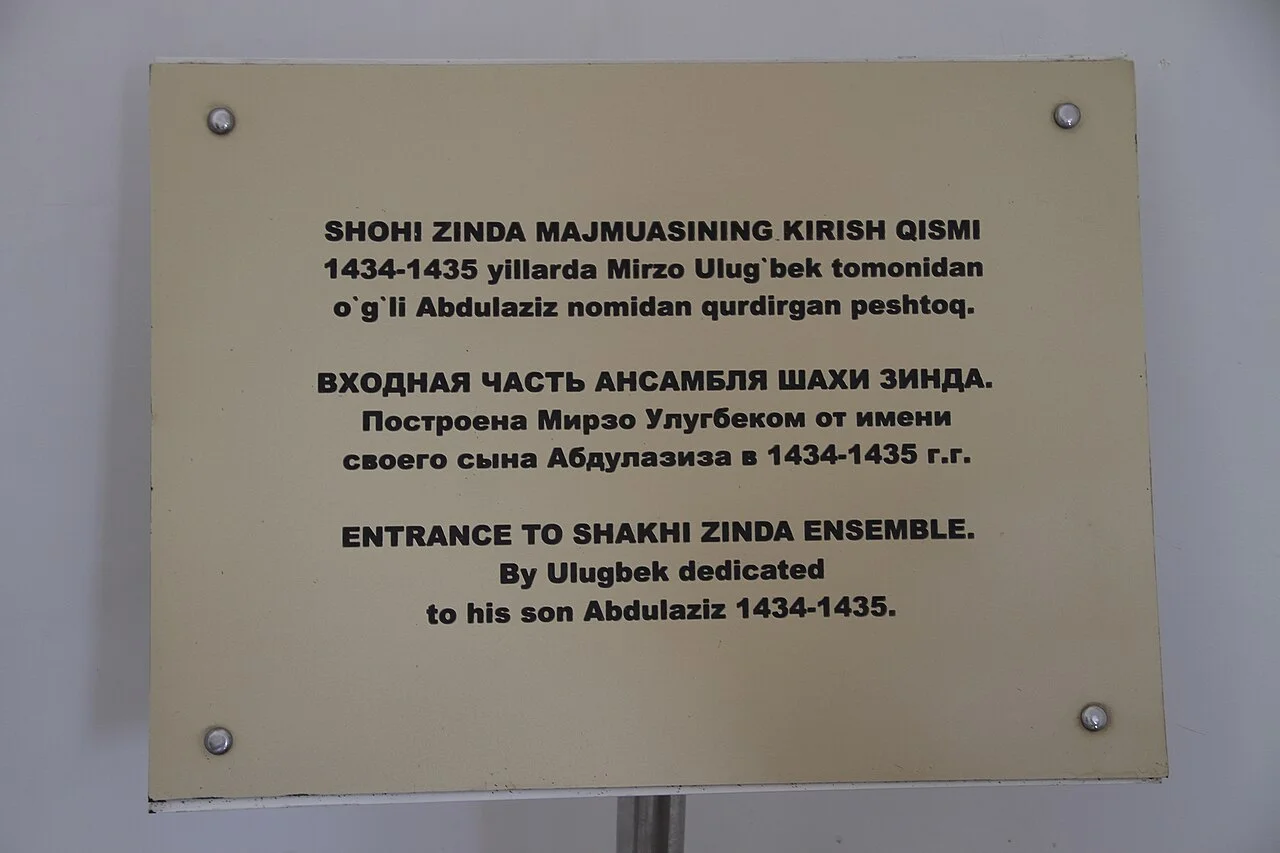 SHOHI ZINDA MAJMUASINING KIRISH QISMI
1434-1435 yillarda Mirzo Ulug`bek tomonidan
o`g`li Abdulaziz nomidan qurdirgan peshtoq.
ВХОДНАЯ ЧАСТЬ АНСАМБЛЯ ШАХИ ЗИНДА.
Построена Мирзо Улугбеком от имени
своего сына Абдулазиза в 1434-1435 г.г.
ENTRANCE TO SHAKHI ZINDA ENSEMBLE.
By Ulugbek dedicated
to his son Abdulaziz 1434-1435.